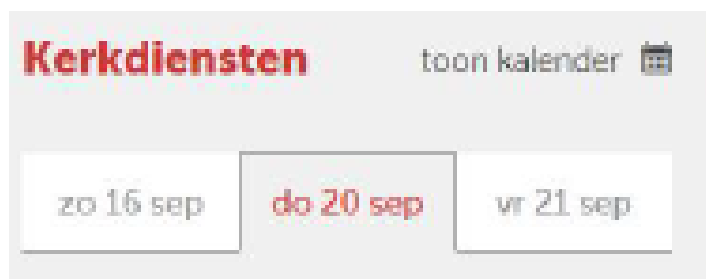 Kerkdiensten toon kalender
zo 16 sep do 20 sep vr 21 sep